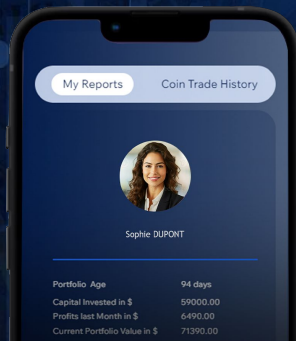 My Reports Coin Trade History
Sophie DUPONT
Portfolio Age 94 days
Capital Invested in $ 59000.00
Profits last Month in $ 6490.00
Current Portfolio Value in $ 71390.00